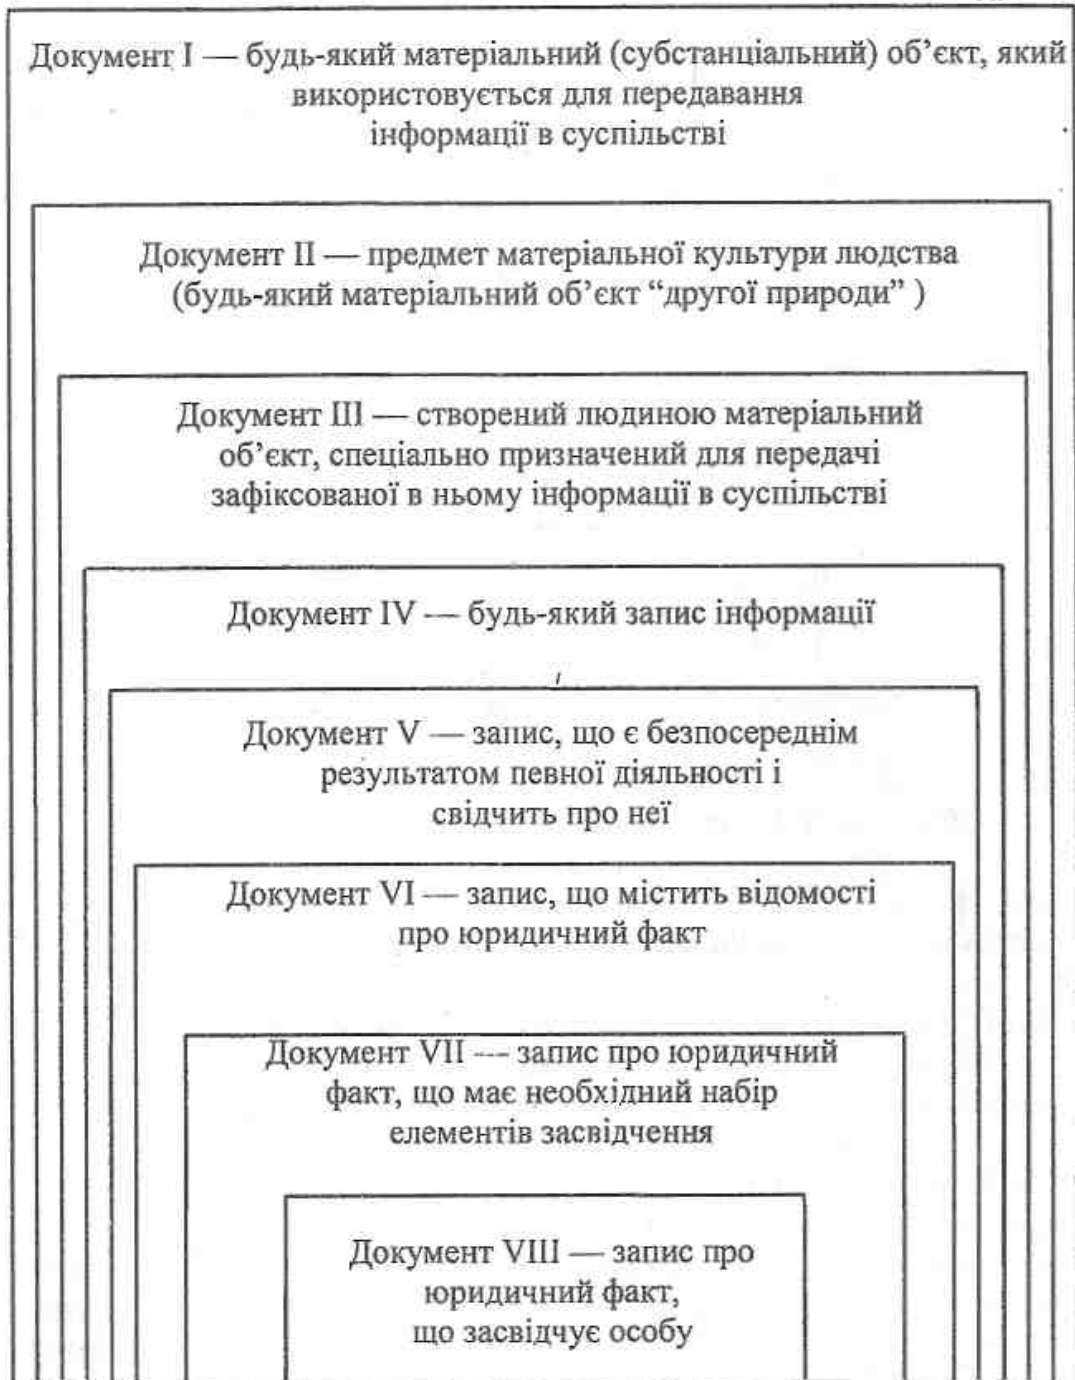 Документ I — будь-який матеріальний (субстанціальний) об’єкт, який
використовується для передавання
інформації в суспільстві
Документ II — предмет матеріальної культури людства
(будь-який матеріальний об’єкт “другої природи” )
Документ III — створений людиною матеріальний
об’єкт, спеціально призначений для передачі
зафіксованої в ньому інформації в суспільстві
Документ IV — будь-який запис інформації
Документ V — запис, що є безпосереднім
результатом певної діяльності і
свідчить про неї
Документ VI — запис, що містить відомості
про юридичний факт
Документ VII — запис про юридичний
факт, що має необхідний набір
елементів засвідчення
Документ VIII — запис про
юридичний факт,
що засвідчує особу